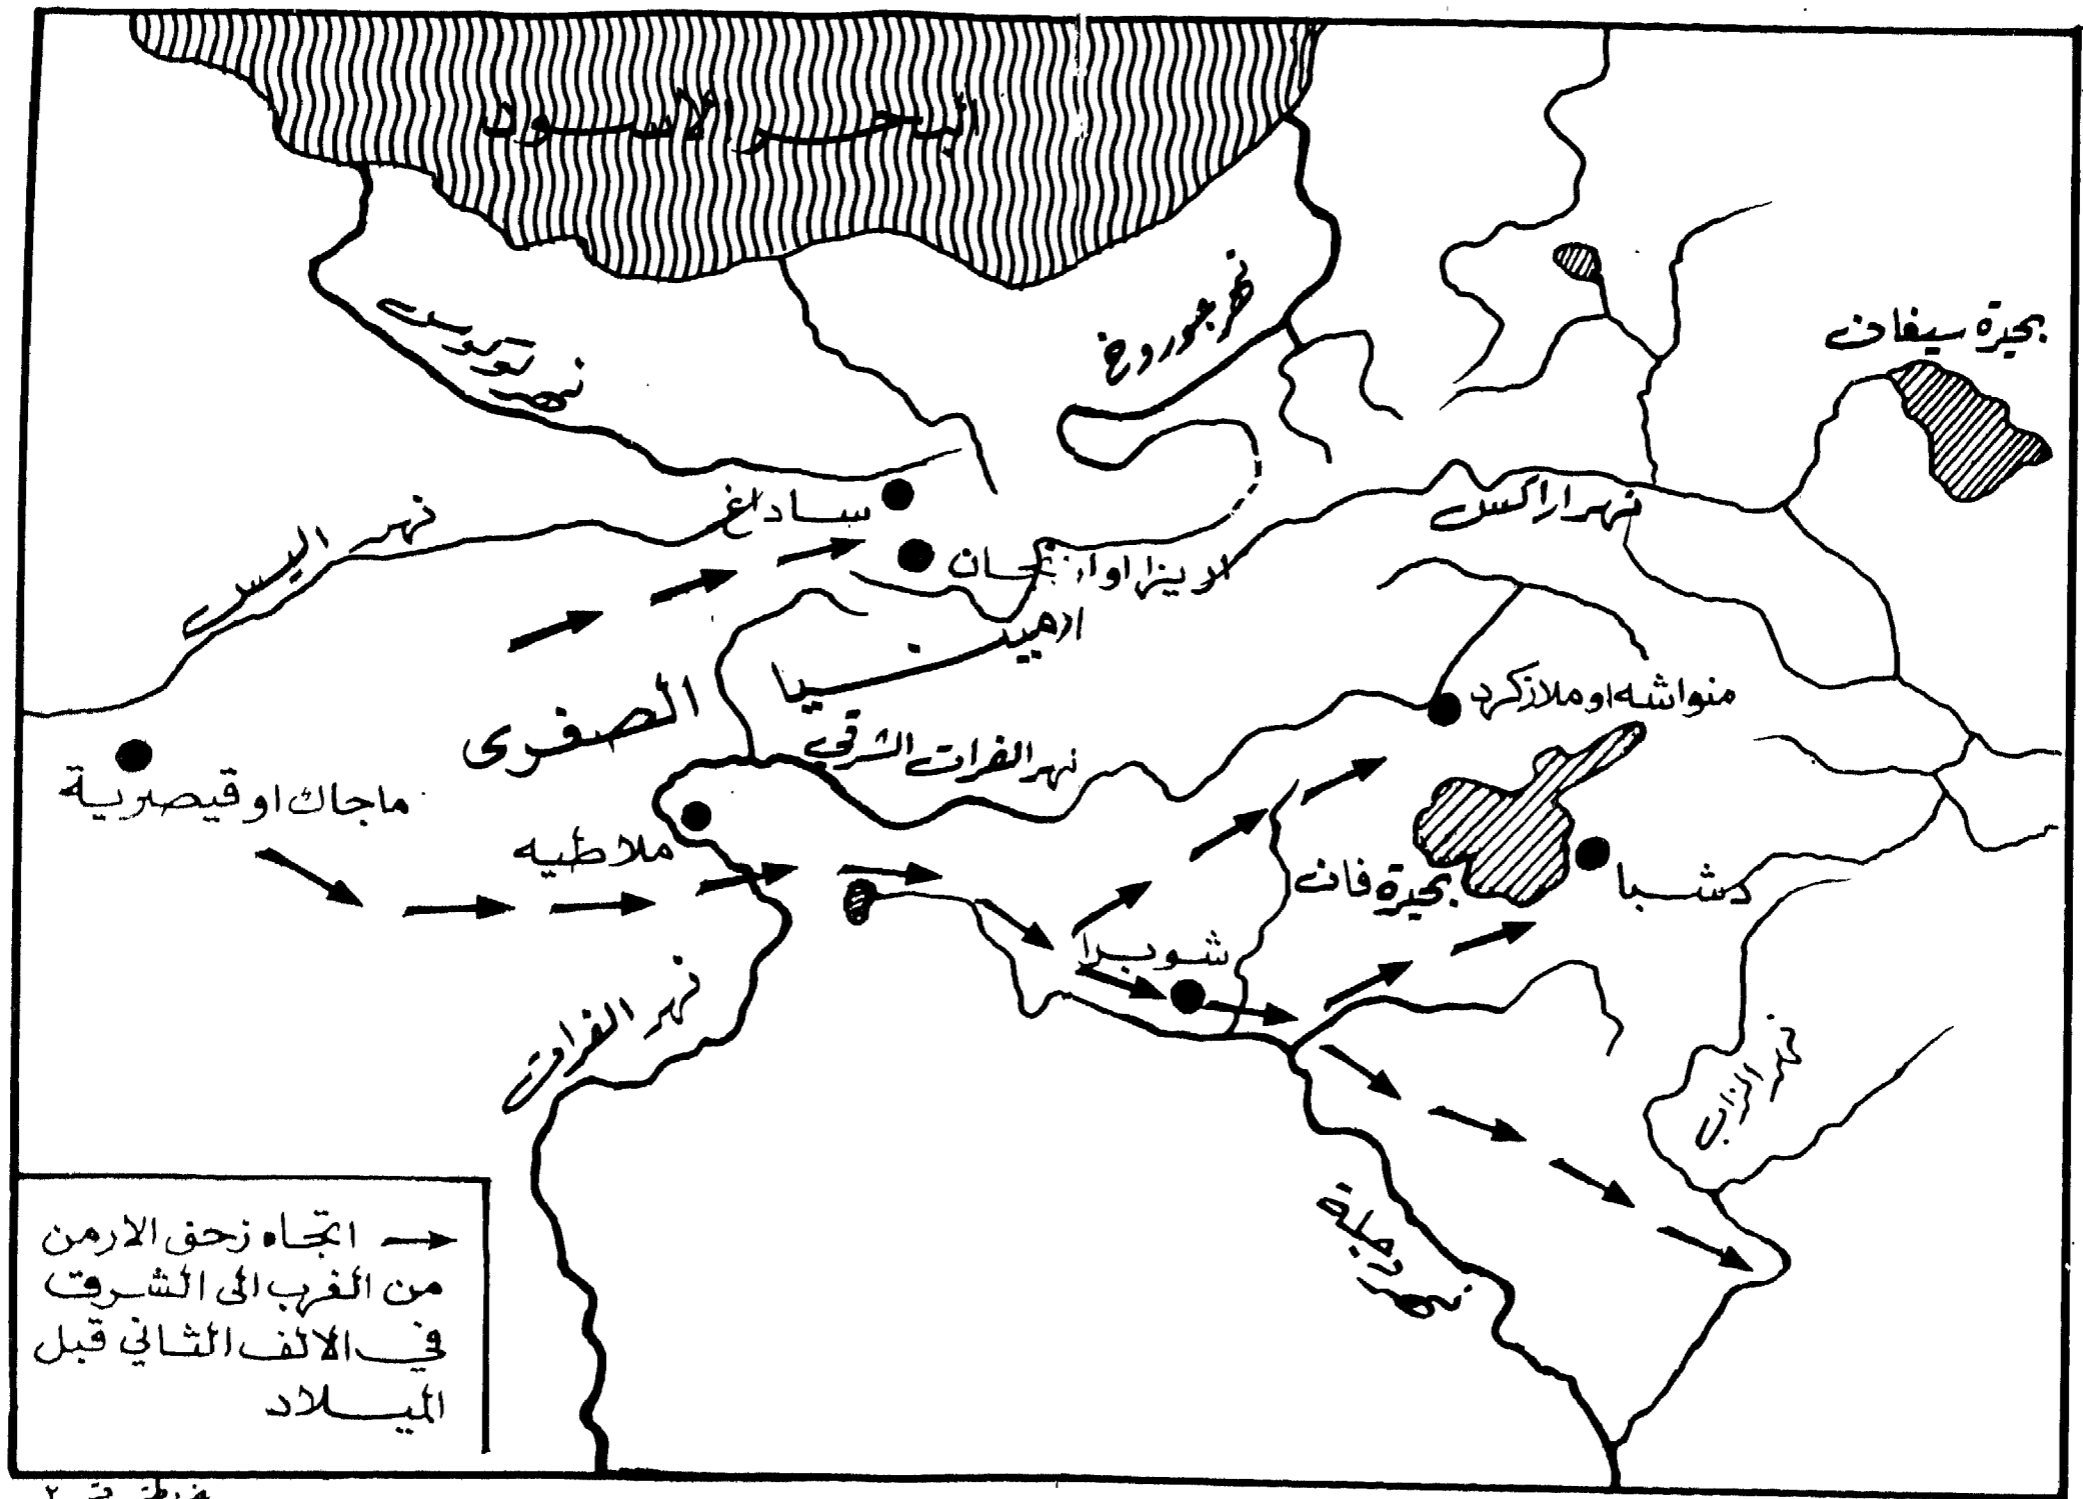 البحر الاسود
نهر جوروخ
بحيرة سيفان
نهر لوكوس
نهر اراكس
ساداغ
نهر اليس
اريزا او ارزنجان
ارمينيا
الصغرى
منواشه او ملازكرد
نهر الفرات الشرقي
ماجاك او قيصرية
ملاطيه
بحيرة فان
دشبا
شوبرا
نهر الفرات
نهر الزاب
نهر دجلة
اتجاه زحف الارمن
من الغرب الى الشرق
في الالف الثاني قبل
الميلاد